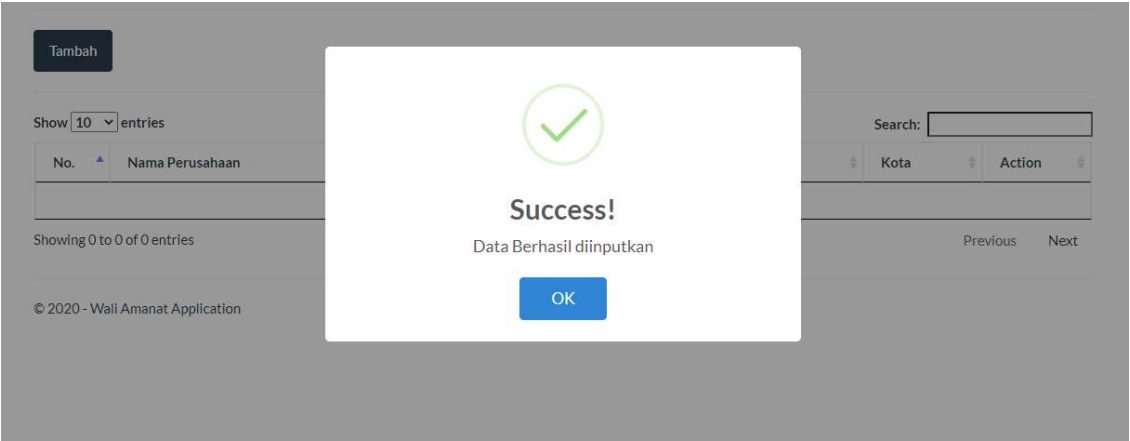 Tambah
Show 10 entries
Search:
No. Nama Perusahaan Kota Action
Success!
Data Berhasil diinputkan
OK
Showing 0 to 0 of 0 entries
Previous Next
© 2020 - Wali Amanat Application